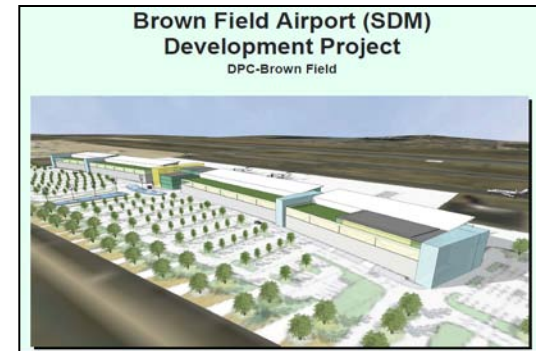 Brown Field Airport (SDM)
Development Project
DPC-Brown Field